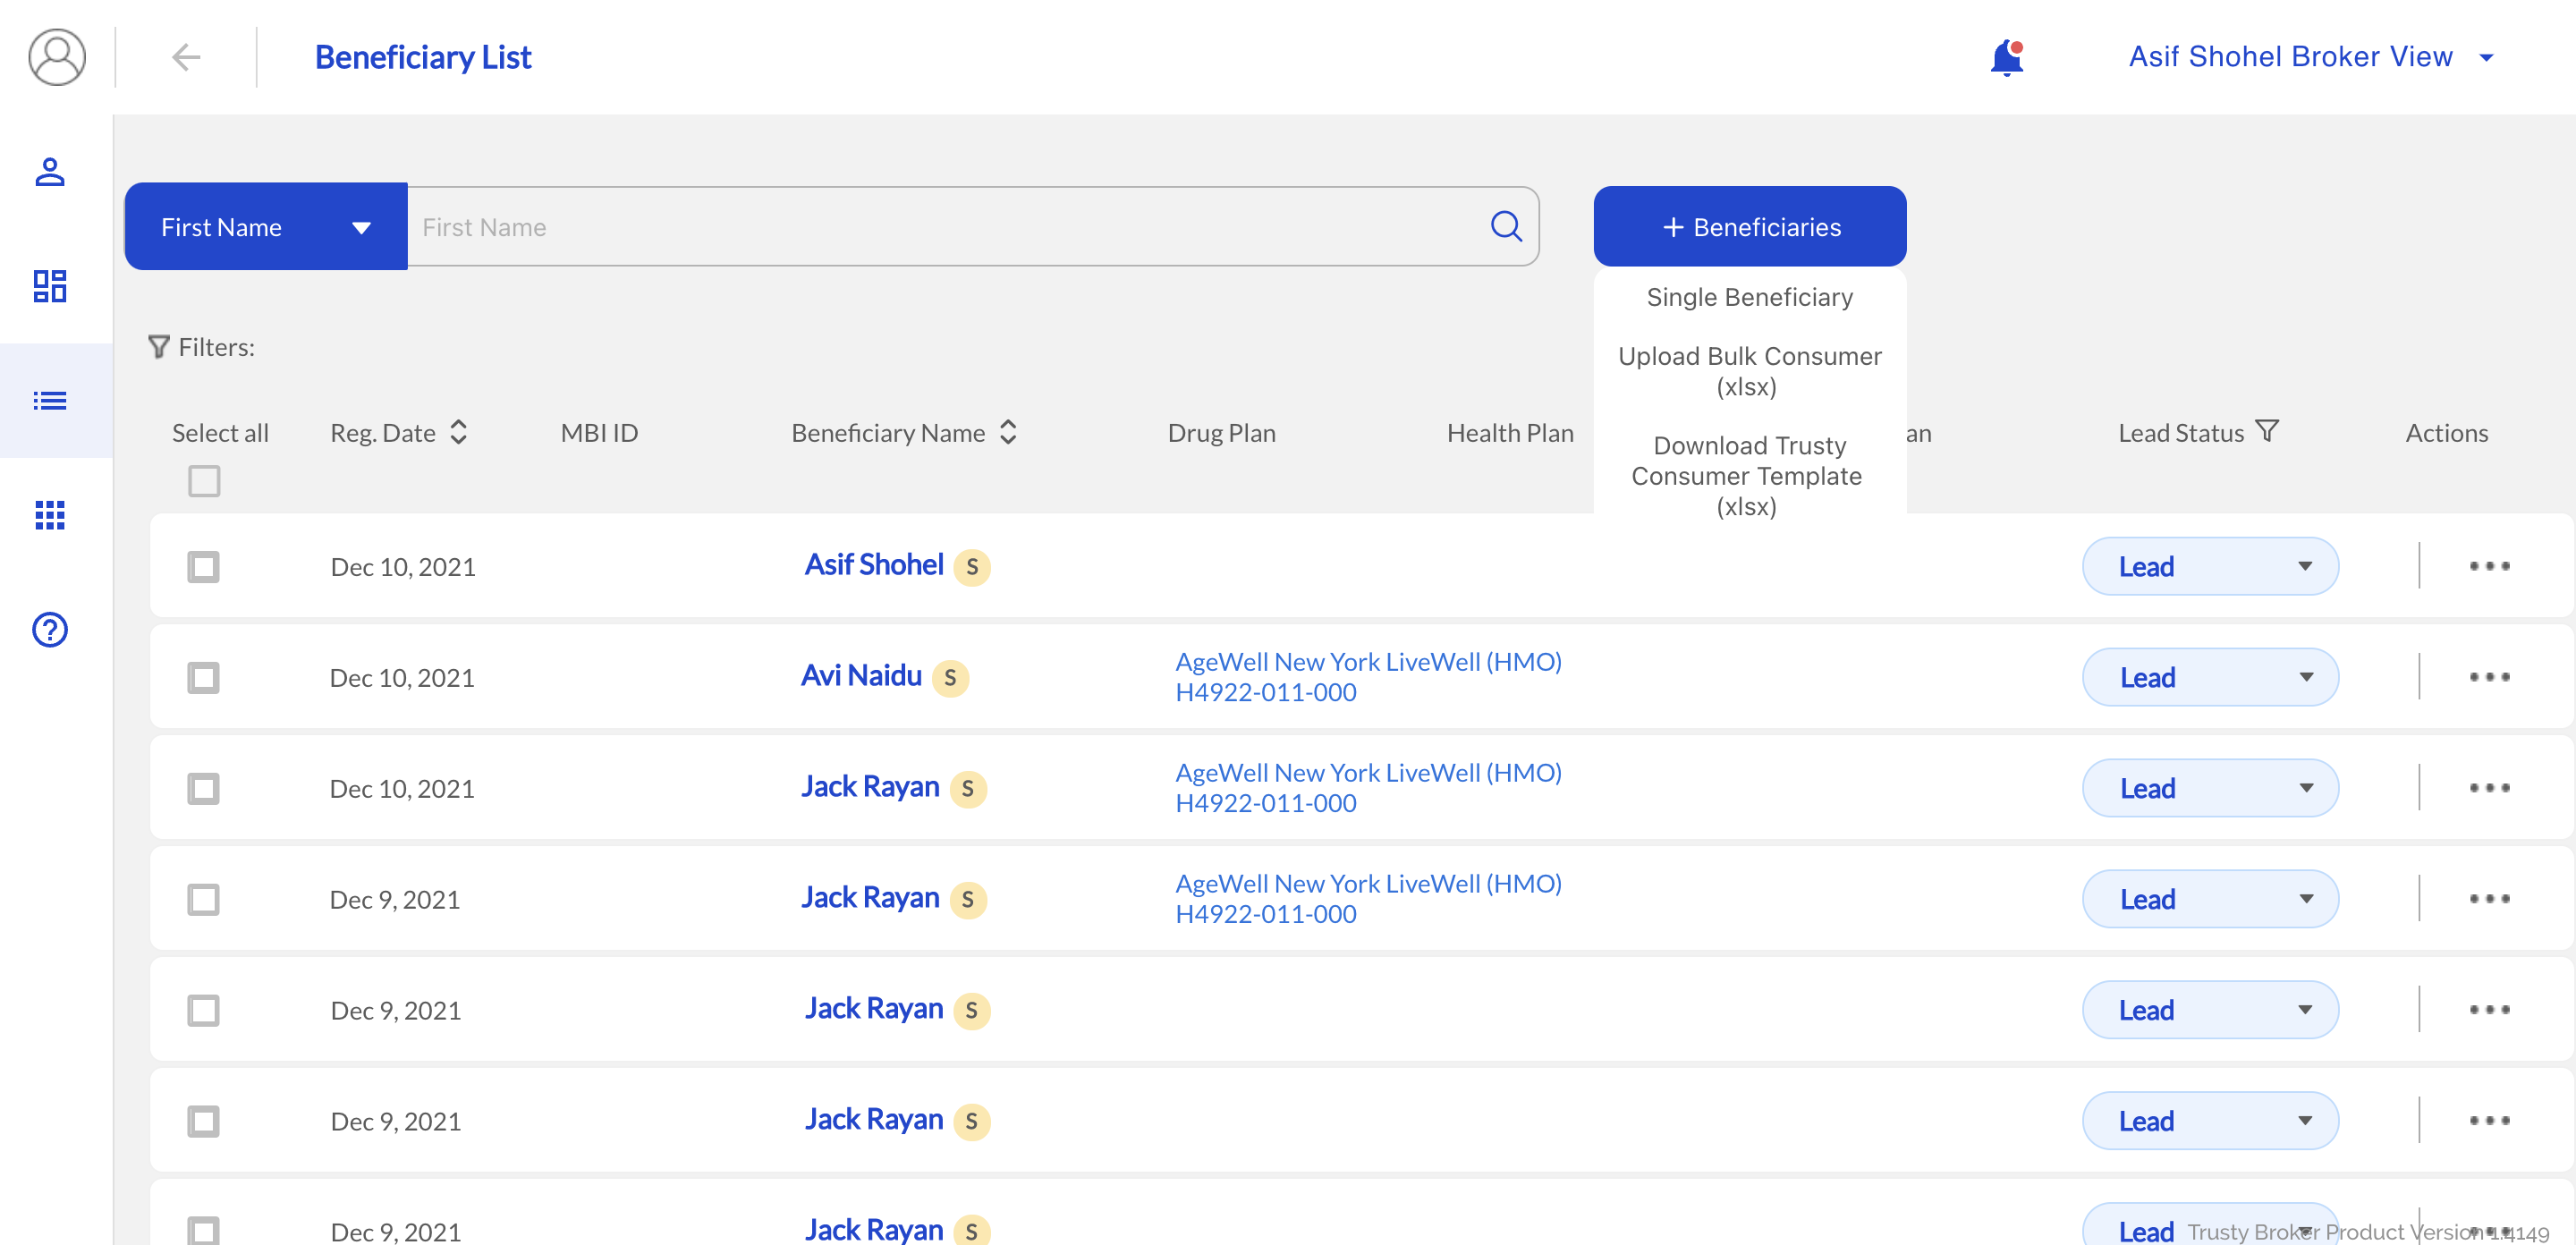 Beneficiary List
Asif Shohel Broker View
First Name
First Name
+ Beneficiaries
Single Beneficiary
Upload Bulk Consumer
(xlsx)
Download Trusty
Consumer Template
(xlsx)
Filters:
Select all
Reg. Date
MBI ID
Beneficiary Name
Drug Plan
Health Plan
an
Lead Status
Actions
Dec 10, 2021
Asif Shohel S
Lead
Dec 10, 2021
Avi Naidu S
AgeWell New York LiveWell (HMO)
H4922-011-000
Lead
Dec 10, 2021
Jack Rayan S
AgeWell New York LiveWell (HMO)
H4922-011-000
Lead
Dec 9, 2021
Jack Rayan S
AgeWell New York LiveWell (HMO)
H4922-011-000
Lead
Dec 9, 2021
Jack Rayan S
Lead
Dec 9, 2021
Jack Rayan S
Lead
Dec 9, 2021
Jack Rayan S
Lead
Trusty Broker Product Version 1.4149